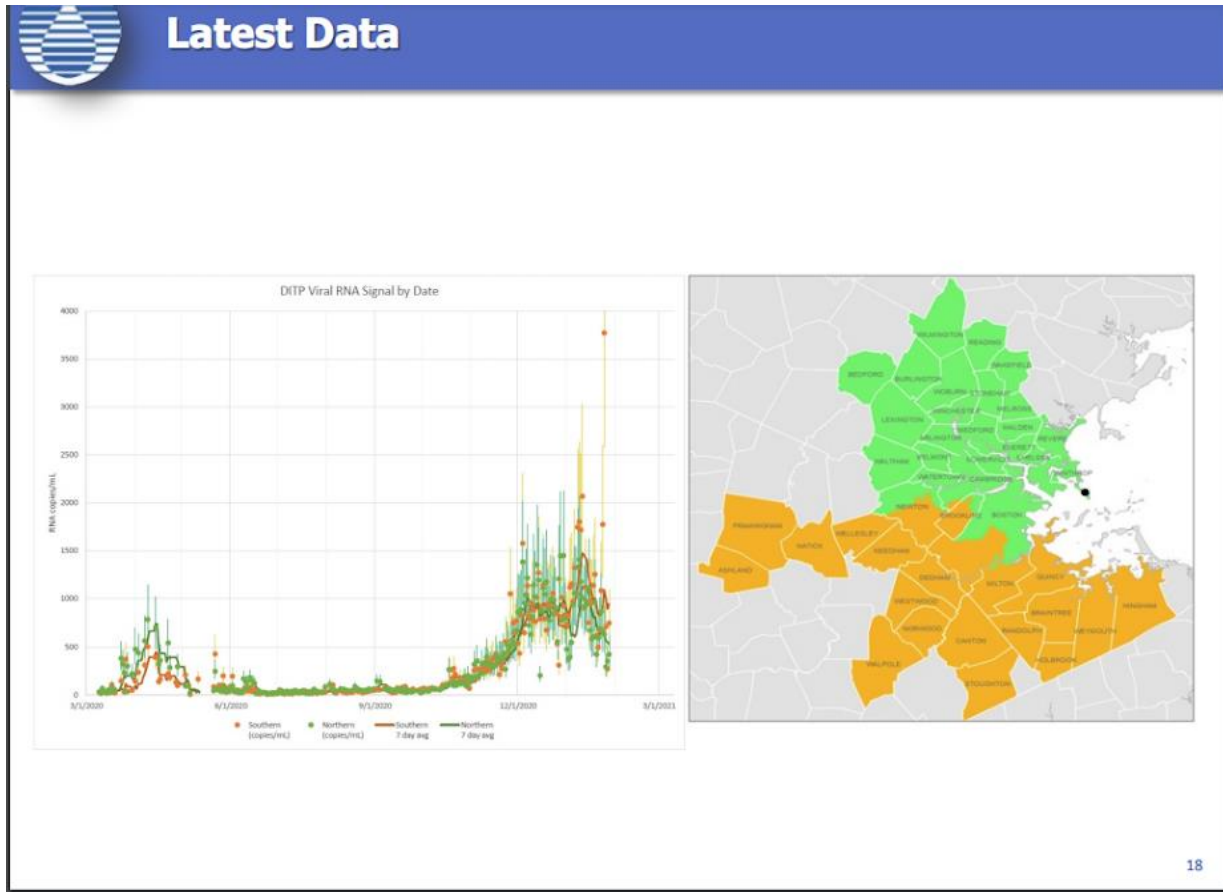 Latest Data
DITP Viral RNA Signal by Date
4000
3500
3000
2500
2000
1500
1000
500
0
RNA copies/mL
3/1/2020 6/1/2020 9/1/2020 12/1/2020 3/1/2021
Southern (copies/mL) Northern (copies/mL) Southern 7 day avg Northern 7 day avg
WILMINGTON
READING
BEDFORD
BURLINGTON
WAKEFIELD
WOBURN STONEHAM
LEXINGTON
WINCHESTER
MELROSE
ARLINGTON
MEDFORD
MALDEN
REVERE
EVERETT
WALTHAM
BELMONT
SOMERVILLE
CHELSEA
WINTHROP
WATERTOWN
CAMBRIDGE
NEWTON
BROOKLINE
BOSTON
FRAMINGHAM
NATICK
WELLESLEY
NEEDHAM
ASHLAND
DEDHAM
MILTON
QUINCY
WESTWOOD
BRAINTREE
HINGHAM
NORWOOD
CANTON
RANDOLPH
WEYMOUTH
WALPOLE
HOLBROOK
STOUGHTON
18